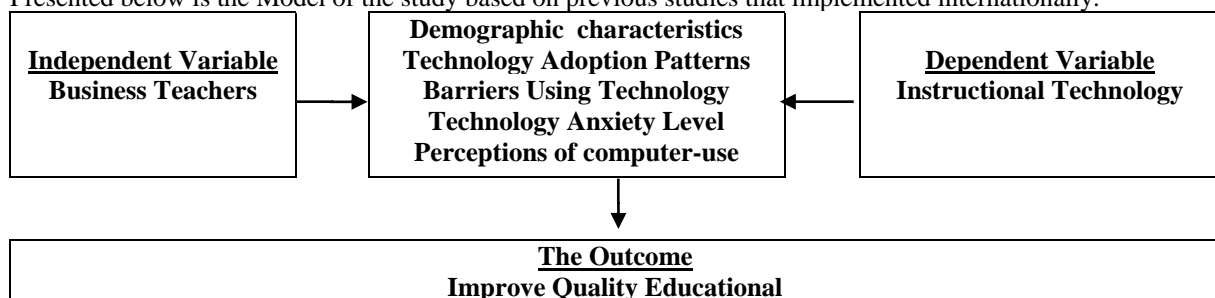 Presented below is the Model of the study based on previous studies that implemented internationally.
Independent Variable
Business Teachers
Demographic characteristics
Technology Adoption Patterns
Barriers Using Technology
Technology Anxiety Level
Perceptions of computer-use
Dependent Variable
Instructional Technology
The Outcome
Improve Quality Educational